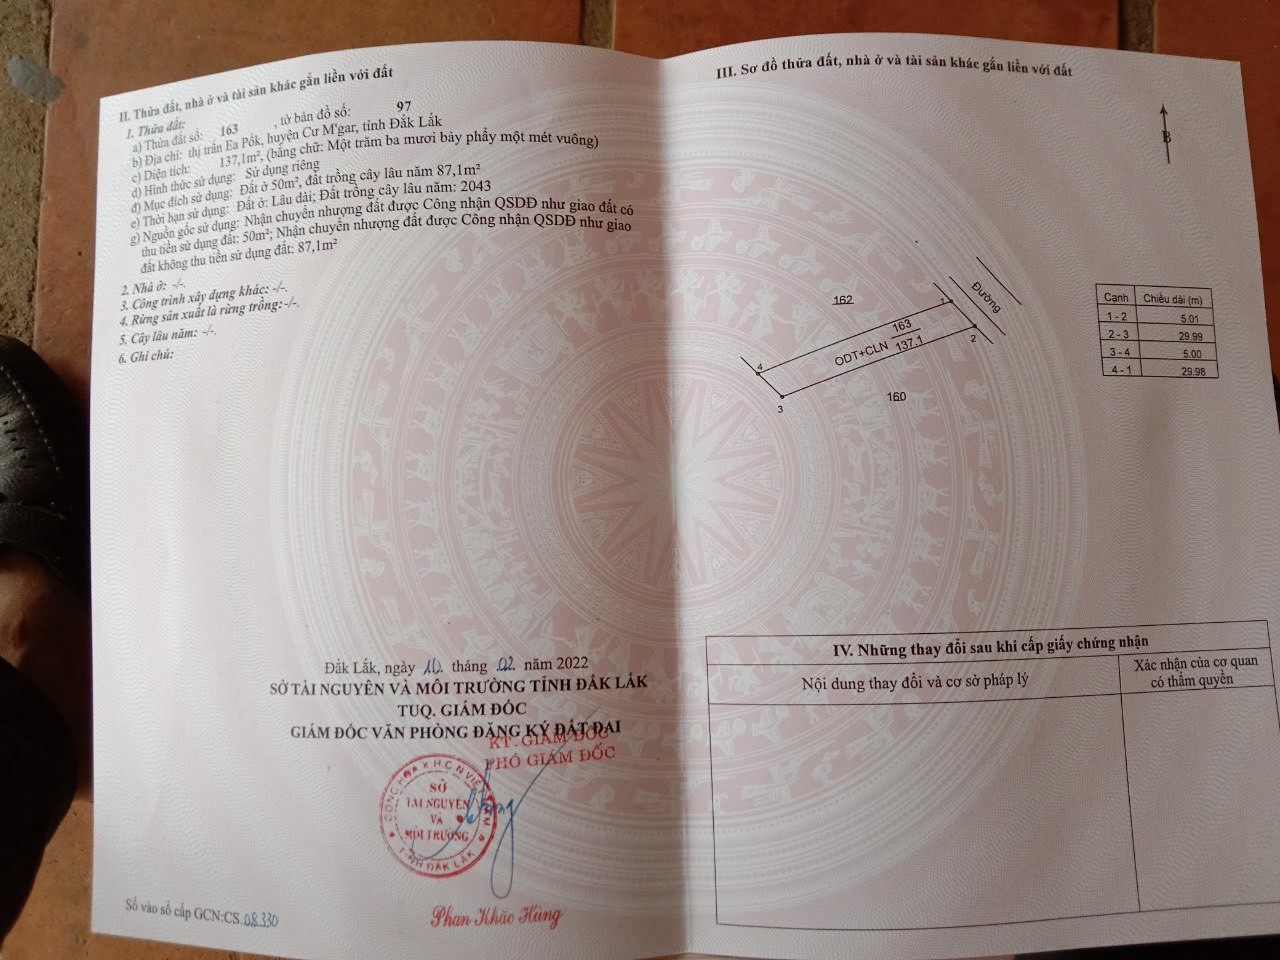 II. Thửa đất, nhà ở và tài sản khác gắn liền với đất
1. Thửa đất:
a) Thửa đất số: 163 , tờ bản đồ số: 97
b) Địa chỉ: thị trấn Ea Pốk, huyện Cư M'gar, tỉnh Đắk Lắk
c) Diện tích: 137,1m², (bằng chữ: Một trăm ba mươi bảy phẩy một mét vuông)
d) Hình thức sử dụng: Sử dụng riêng
đ) Mục đích sử dụng: Đất ở 50m², đất trồng cây lâu năm 87,1m²
e) Thời hạn sử dụng: Đất ở: Lâu dài; Đất trồng cây lâu năm: 2043
g) Nguồn gốc sử dụng: Nhận chuyển nhượng đất được Công nhận QSDĐ như giao đất có
thu tiền sử dụng đất: 50m²; Nhận chuyển nhượng đất được Công nhận QSDĐ như giao
đất không thu tiền sử dụng đất: 87,1m²
2. Nhà ở: -/-.
3. Công trình xây dựng khác: -/-.
4. Rừng sản xuất là rừng trồng:-/-.
5. Cây lâu năm: -/-.
6. Ghi chú:
Đắk Lắk, ngày 10 tháng 02 năm 2022
SỞ TÀI NGUYÊN VÀ MÔI TRƯỜNG TỈNH ĐẮK LẮK
TUQ. GIÁM ĐỐC
GIÁM ĐỐC VĂN PHÒNG ĐĂNG KÝ ĐẤT ĐAI
KT. GIÁM ĐỐC
PHÓ GIÁM ĐỐC
CỘNG HÒA X.H.C.N VIỆT NAM
SỞ
TÀI NGUYÊN
VÀ
MÔI TRƯỜNG
TỈNH ĐẮK LẮK
Phan Khắc Hùng
Số vào sổ cấp GCN:CS.08330
III. Sơ đồ thửa đất, nhà ở và tài sản khác gắn liền với đất
B
Đường
162
1
163
ODT+CLN 137.1
2
4
3
160
Cạnh Chiều dài (m)
1 - 2 5.01
2 - 3 29.99
3 - 4 5.00
4 - 1 29.98
IV. Những thay đổi sau khi cấp giấy chứng nhận
Nội dung thay đổi và cơ sở pháp lý
Xác nhận của cơ quan
có thẩm quyền